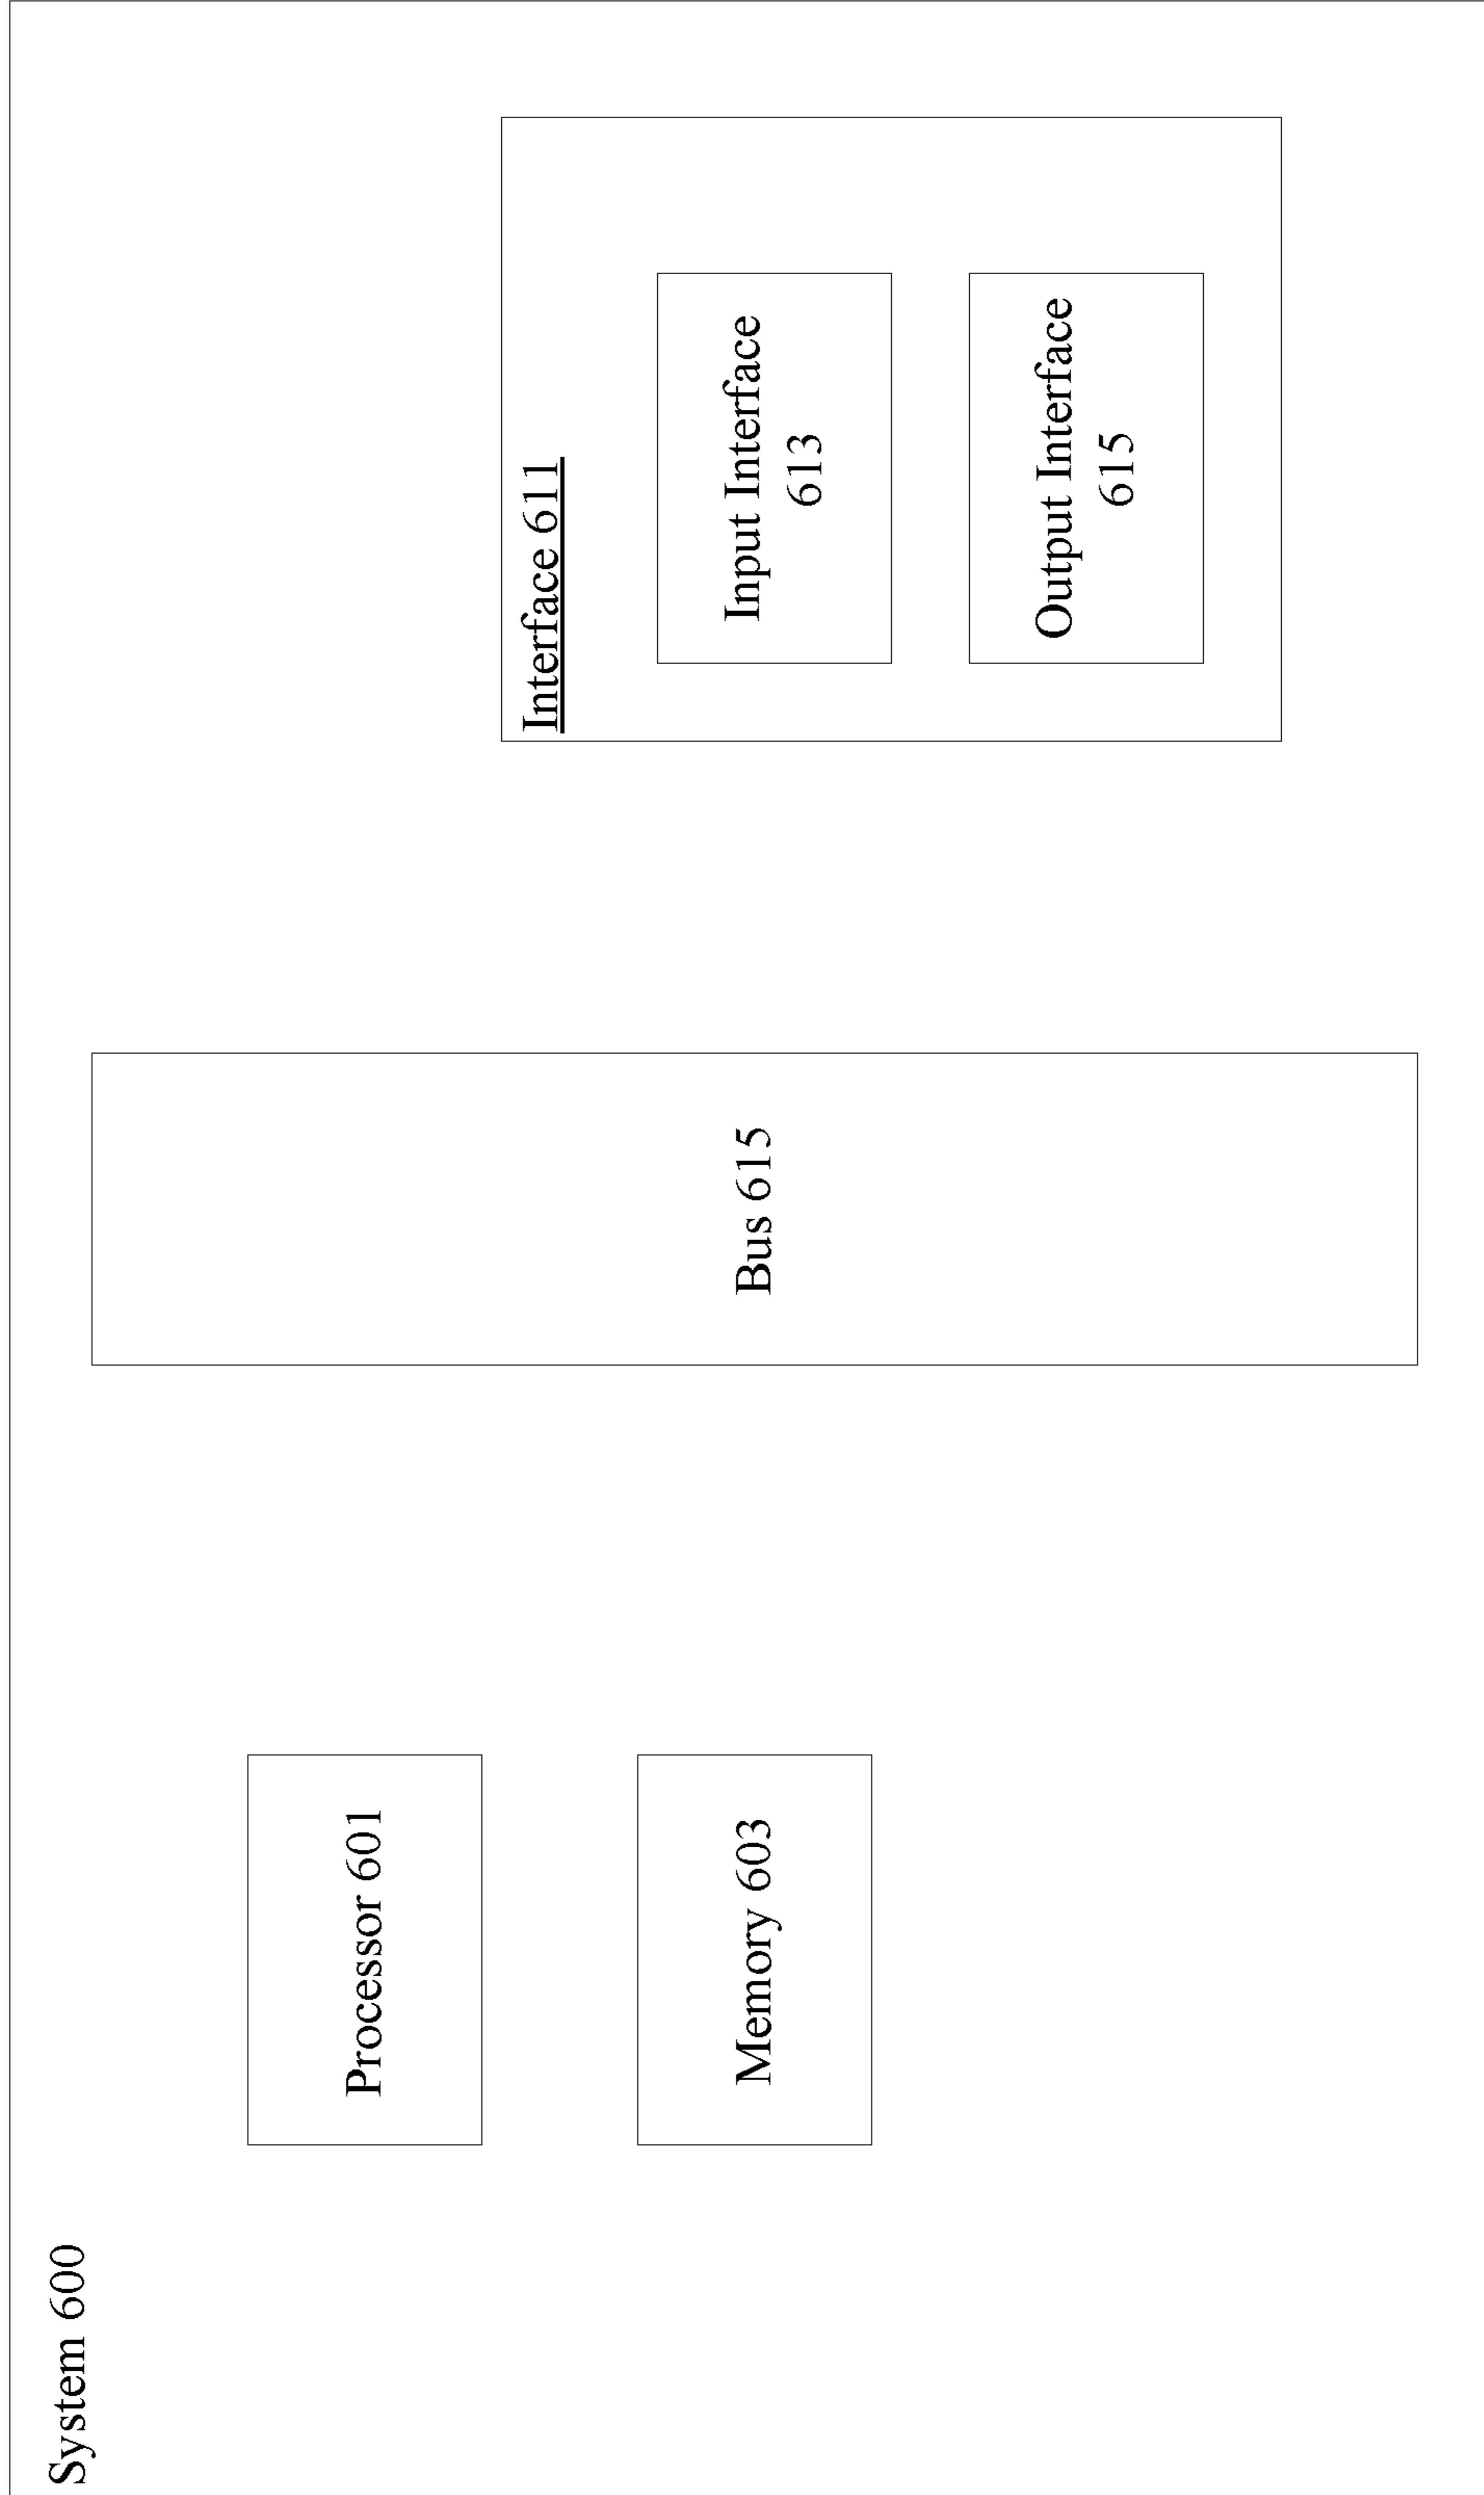 System 600
Processor 601
Memory 603
Bus 615
Interface 611
Input Interface
613
Output Interface
615